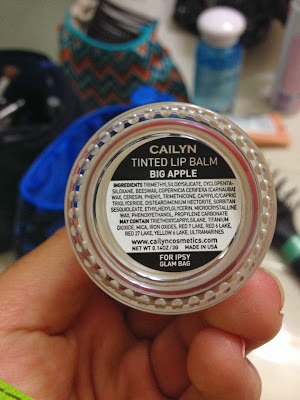 CAILYN
TINTED LIP BALM
BIG APPLE
INGREDIENTS TRIMETHYLSILOXYSILICATE, CYCLOPENTA-
SILOXANE, BEESWAX, COPERNICIA CERIFERA (CARNAUBA)
WAX, CERESIN, PHENYL TRIMETHICONE, CAPRYLIC/CAPRIC
TRIGLYCERIDE, DISTEARDIMONIUM HECTORITE, SORBITAN
SESQUIOLEATE, ETHYLHEXYLGLYCERIN, MICROCRYSTALLINE
WAX, PHENOXYETHANOL, PROPYLENE CARBONATE
MAY CONTAIN TRIETHOXYCAPRYLSILANE, TITANIUM
DIOXIDE, MICA, IRON OXIDES, RED 7 LAKE, RED 6 LAKE,
RED 27 LAKE, YELLOW 6 LAKE, ULTRAMARINES
www.cailyncosmetics.com
NET WT 0.14OZ / 3G MADE IN USA
FOR IPSY
GLAM BAG